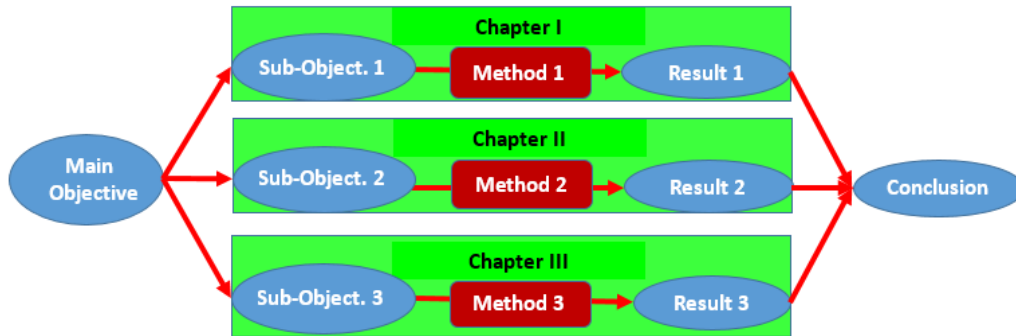 Chapter I
Sub-Object. 1
Method 1
Result 1
Main
Objective
Chapter II
Sub-Object. 2
Method 2
Result 2
Conclusion
Chapter III
Sub-Object. 3
Method 3
Result 3